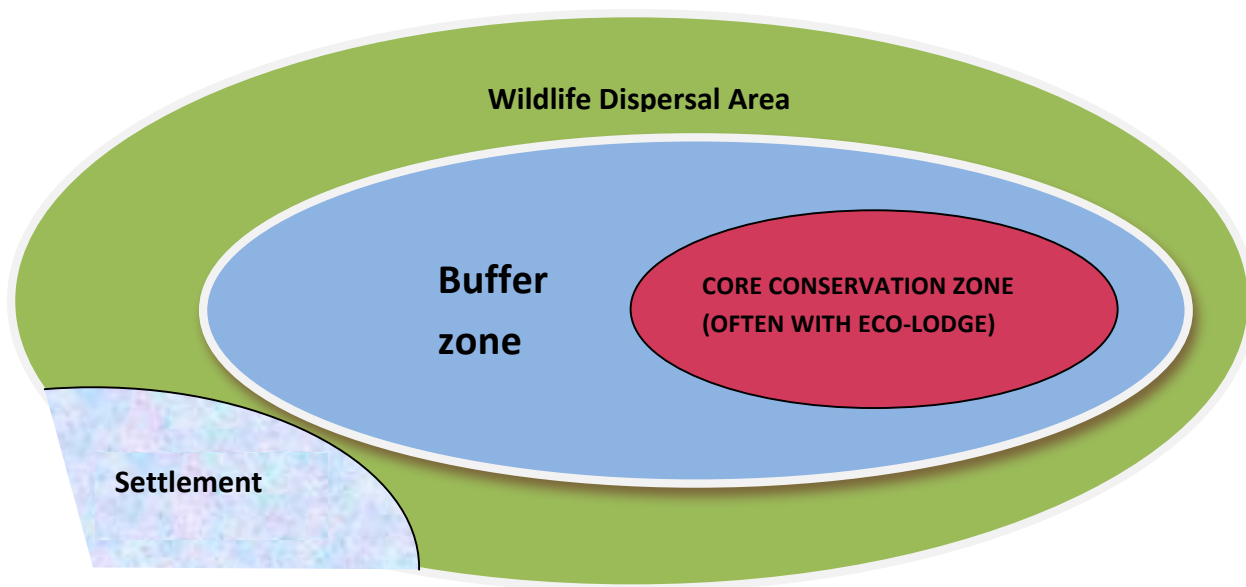 Wildlife Dispersal Area
Buffer
zone
CORE CONSERVATION ZONE
(OFTEN WITH ECO-LODGE)
Settlement